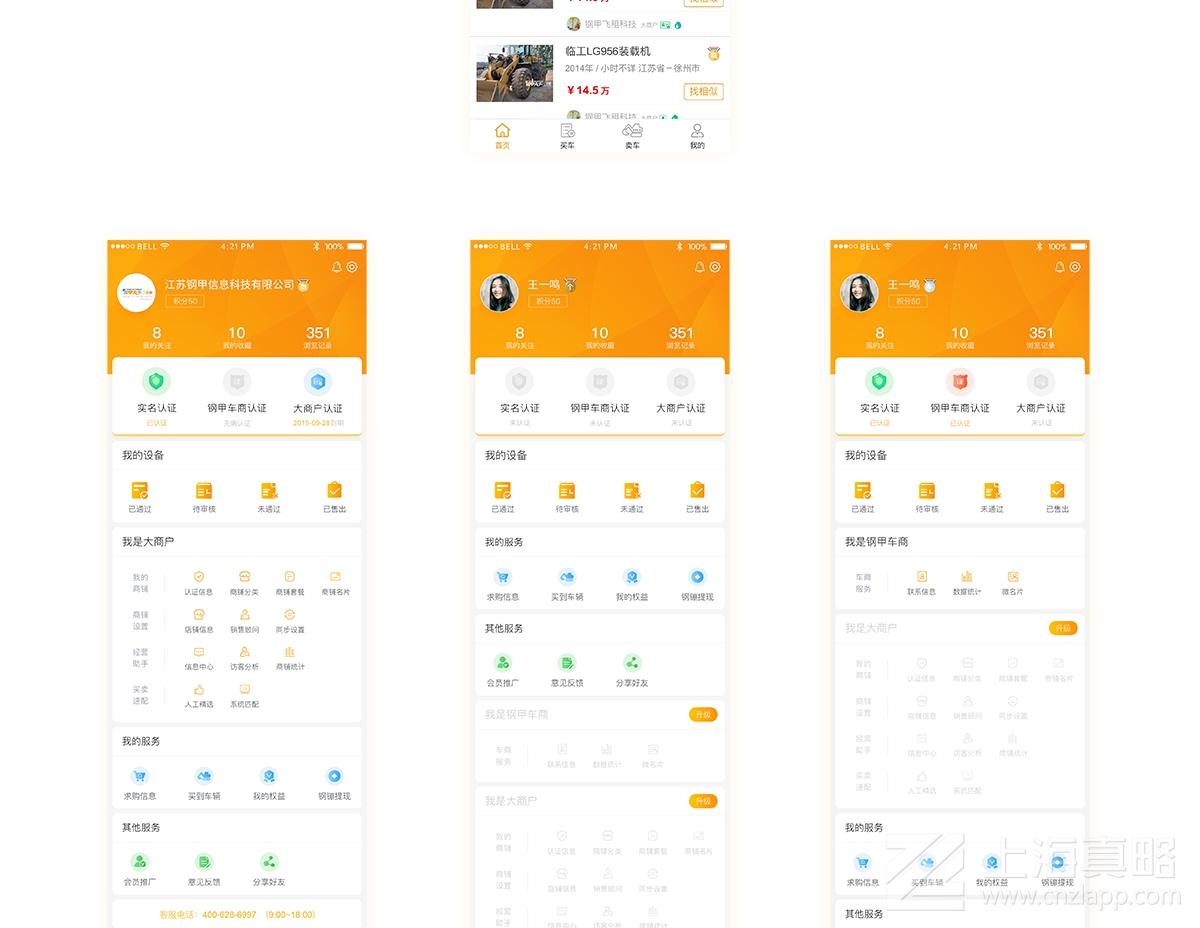 钢甲飞租科技 大商户
临工LG956装载机
2014年 / 小时不详 江苏省－徐州市
￥14.5 万
找相似
首页 买车 卖车 我的
BELL 4:21 PM 100%
江苏钢甲信息科技有限公司
积分50
8 10 351
我的关注 我的收藏 浏览记录
实名认证 钢甲车商认证 大商户认证
已认证 无需认证 2019-09-28到期
我的设备
已通过 待审核 未通过 已售出
我是大商户
我的商铺 认证信息 商铺分类 商铺套餐 商铺名片
商铺设置 店铺信息 销售顾问 同步设置
经营助手 信息中心 访客分析 商铺统计
买卖速配 人工精选 系统匹配
我的服务
求购信息 买到车辆 我的权益 钢镚提现
其他服务
会员推广 意见反馈 分享好友
客服电话：400-628-6997 （9:00~18:00）
BELL 4:21 PM 100%
王一鸣
积分50
8 10 351
我的关注 我的收藏 浏览记录
实名认证 钢甲车商认证 大商户认证
未认证 未认证 未认证
我的设备
已通过 待审核 未通过 已售出
我的服务
求购信息 买到车辆 我的权益 钢镚提现
其他服务
会员推广 意见反馈 分享好友
我是钢甲车商 升级
车商服务 联系信息 数据统计 微名片
我是大商户 升级
我的商铺 认证信息 商铺分类 商铺套餐 商铺名片
商铺设置 店铺信息 销售顾问 同步设置
经营助手 信息中心 访客分析 商铺统计
BELL 4:21 PM 100%
王一鸣
积分50
8 10 351
我的关注 我的收藏 浏览记录
实名认证 钢甲车商认证 大商户认证
已认证 已认证 未认证
我的设备
已通过 待审核 未通过 已售出
我是钢甲车商
车商服务 联系信息 数据统计 微名片
我是大商户 升级
我的商铺 认证信息 商铺分类 商铺套餐 商铺名片
商铺设置 店铺信息 销售顾问 同步设置
经营助手 信息中心 访客分析 商铺统计
买卖速配 人工精选 系统匹配
我的服务
求购信息 买到车辆 我的权益 钢镚提现
其他服务
上海真略
www.cnzlapp.com